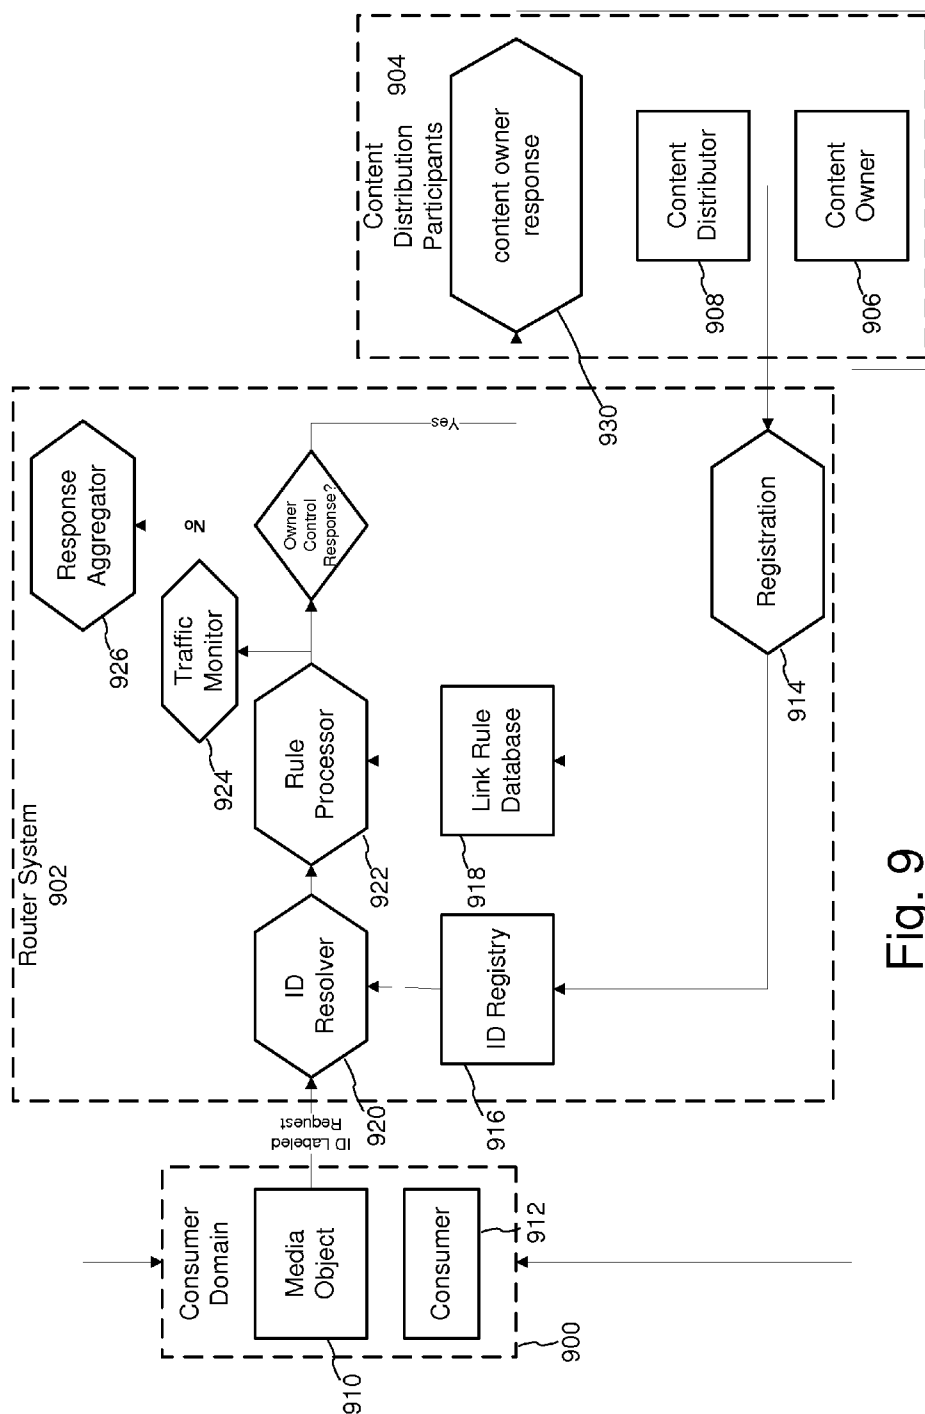 Router System
902
Response
Aggregator
926
Traffic
Monitor
924
No
Owner
Control
Response?
Yes
Rule
Processor
922
ID
Resolver
920
ID Labeled
Request
Link Rule
Database
918
ID Registry
916
Registration
914
Consumer
Domain
Media
Object
910
Consumer
912
900
Content
Distribution
Participants
904
content owner
response
930
Content
Distributor
908
Content
Owner
906
Fig. 9